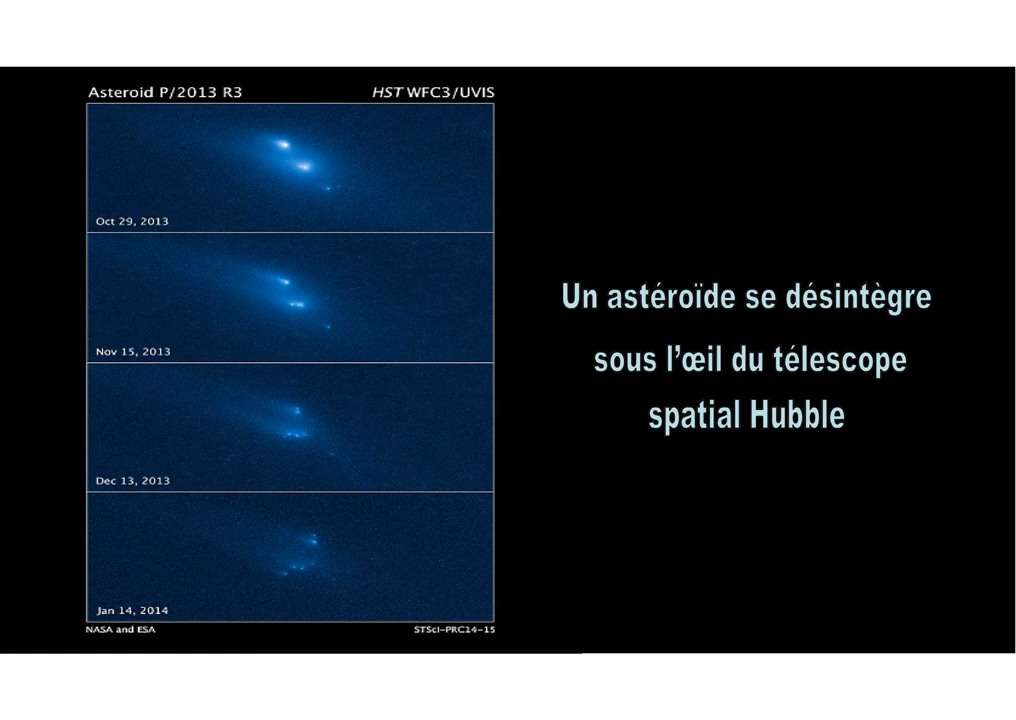 Asteroid P/2013 R3
HST WFC3/UVIS
Oct 29, 2013
Nov 15, 2013
Dec 13, 2013
Jan 14, 2014
NASA and ESA
STScI-PRC14-15
Un astéroïde se désintègre
sous l’œil du télescope
spatial Hubble